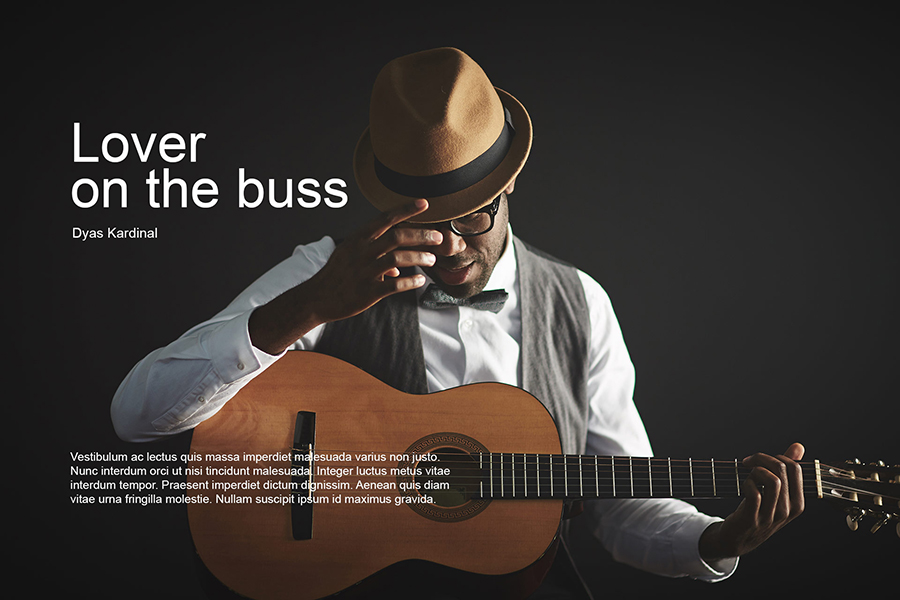 Lover
on the buss
Dyas Kardinal
Vestibulum ac lectus quis massa imperdiet malesuada varius non justo.
Nunc interdum orci ut nisi tincidunt malesuada. Integer luctus metus vitae
interdum tempor. Praesent imperdiet dictum dignissim. Aenean quis diam
vitae urna fringilla molestie. Nullam suscipit ipsum id maximus gravida.